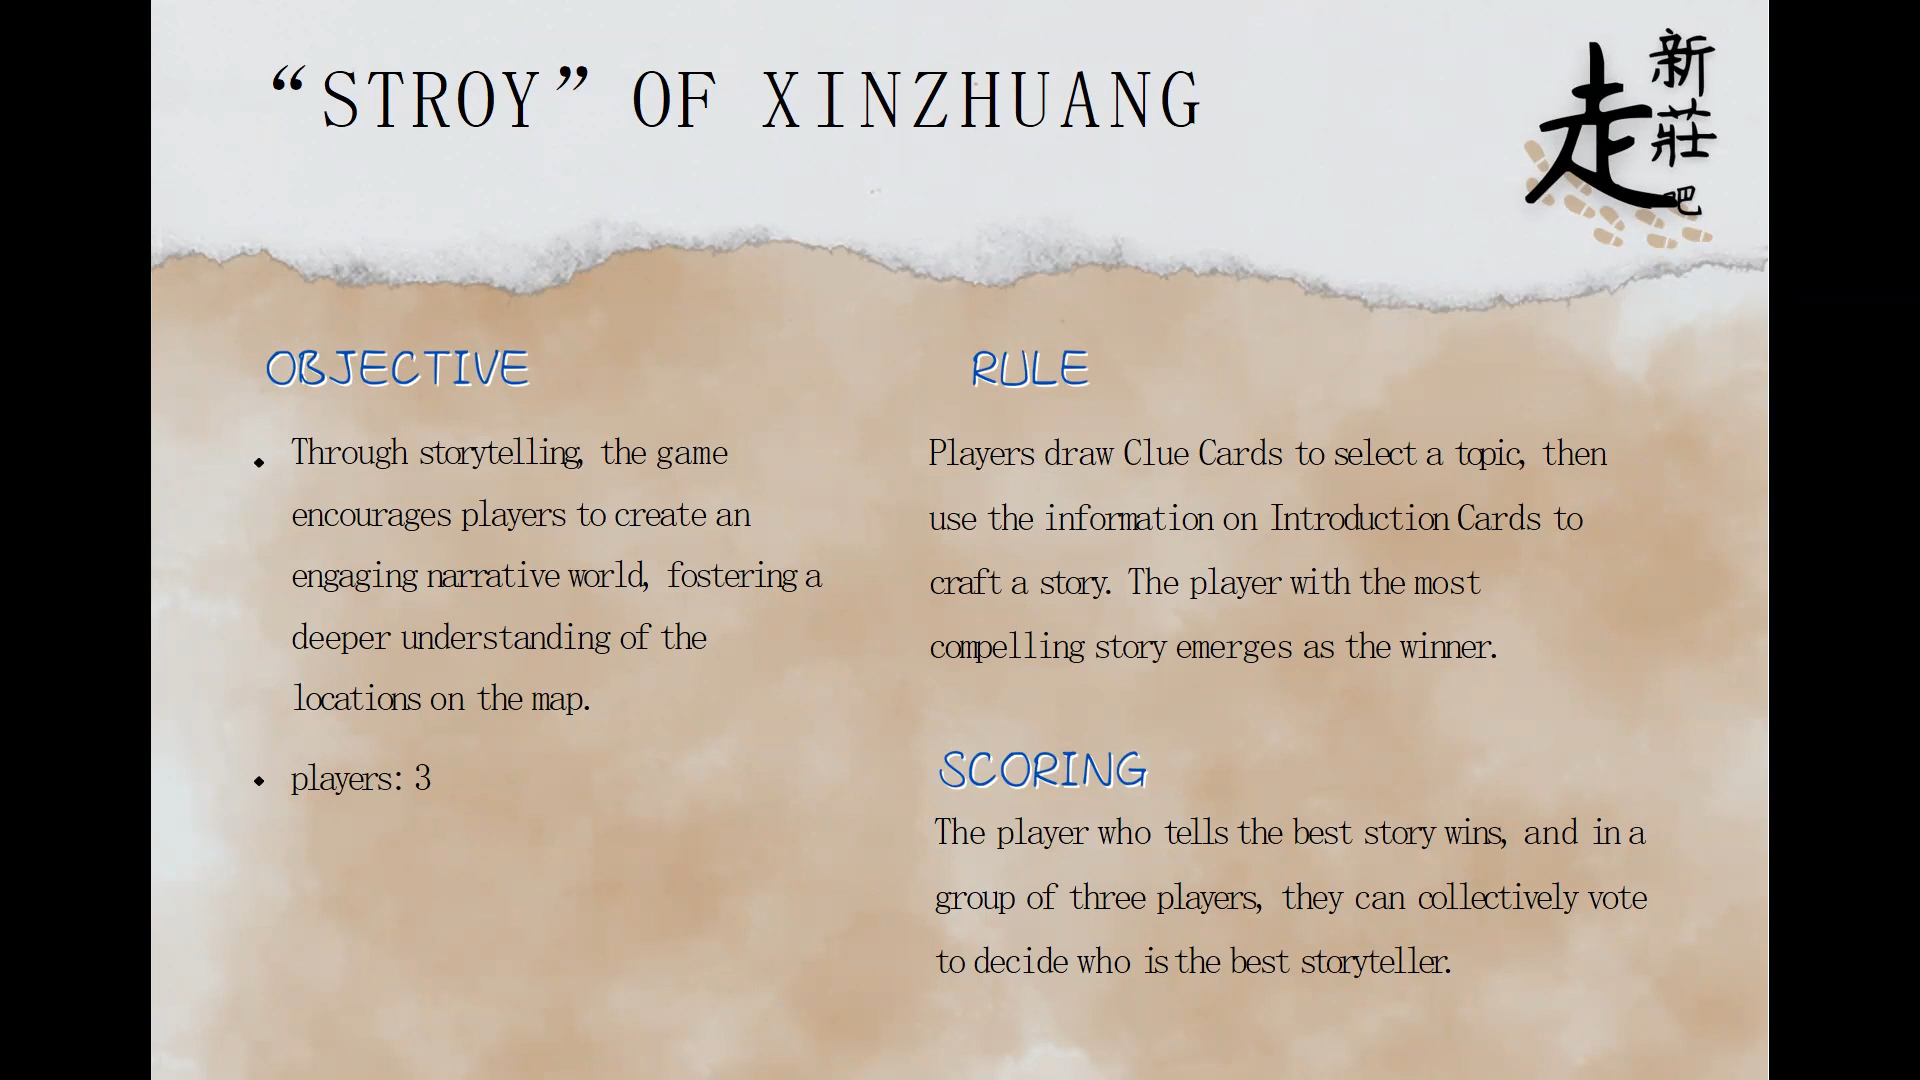 “STROY” OF XINZHUANG
走
新
莊
吧
OBJECTIVE
Through storytelling, the game
encourages players to create an
engaging narrative world, fostering a
deeper understanding of the
locations on the map.
players: 3
RULE
Players draw Clue Cards to select a topic, then
use the information on Introduction Cards to
craft a story. The player with the most
compelling story emerges as the winner.
SCORING
The player who tells the best story wins, and in a
group of three players, they can collectively vote
to decide who is the best storyteller.